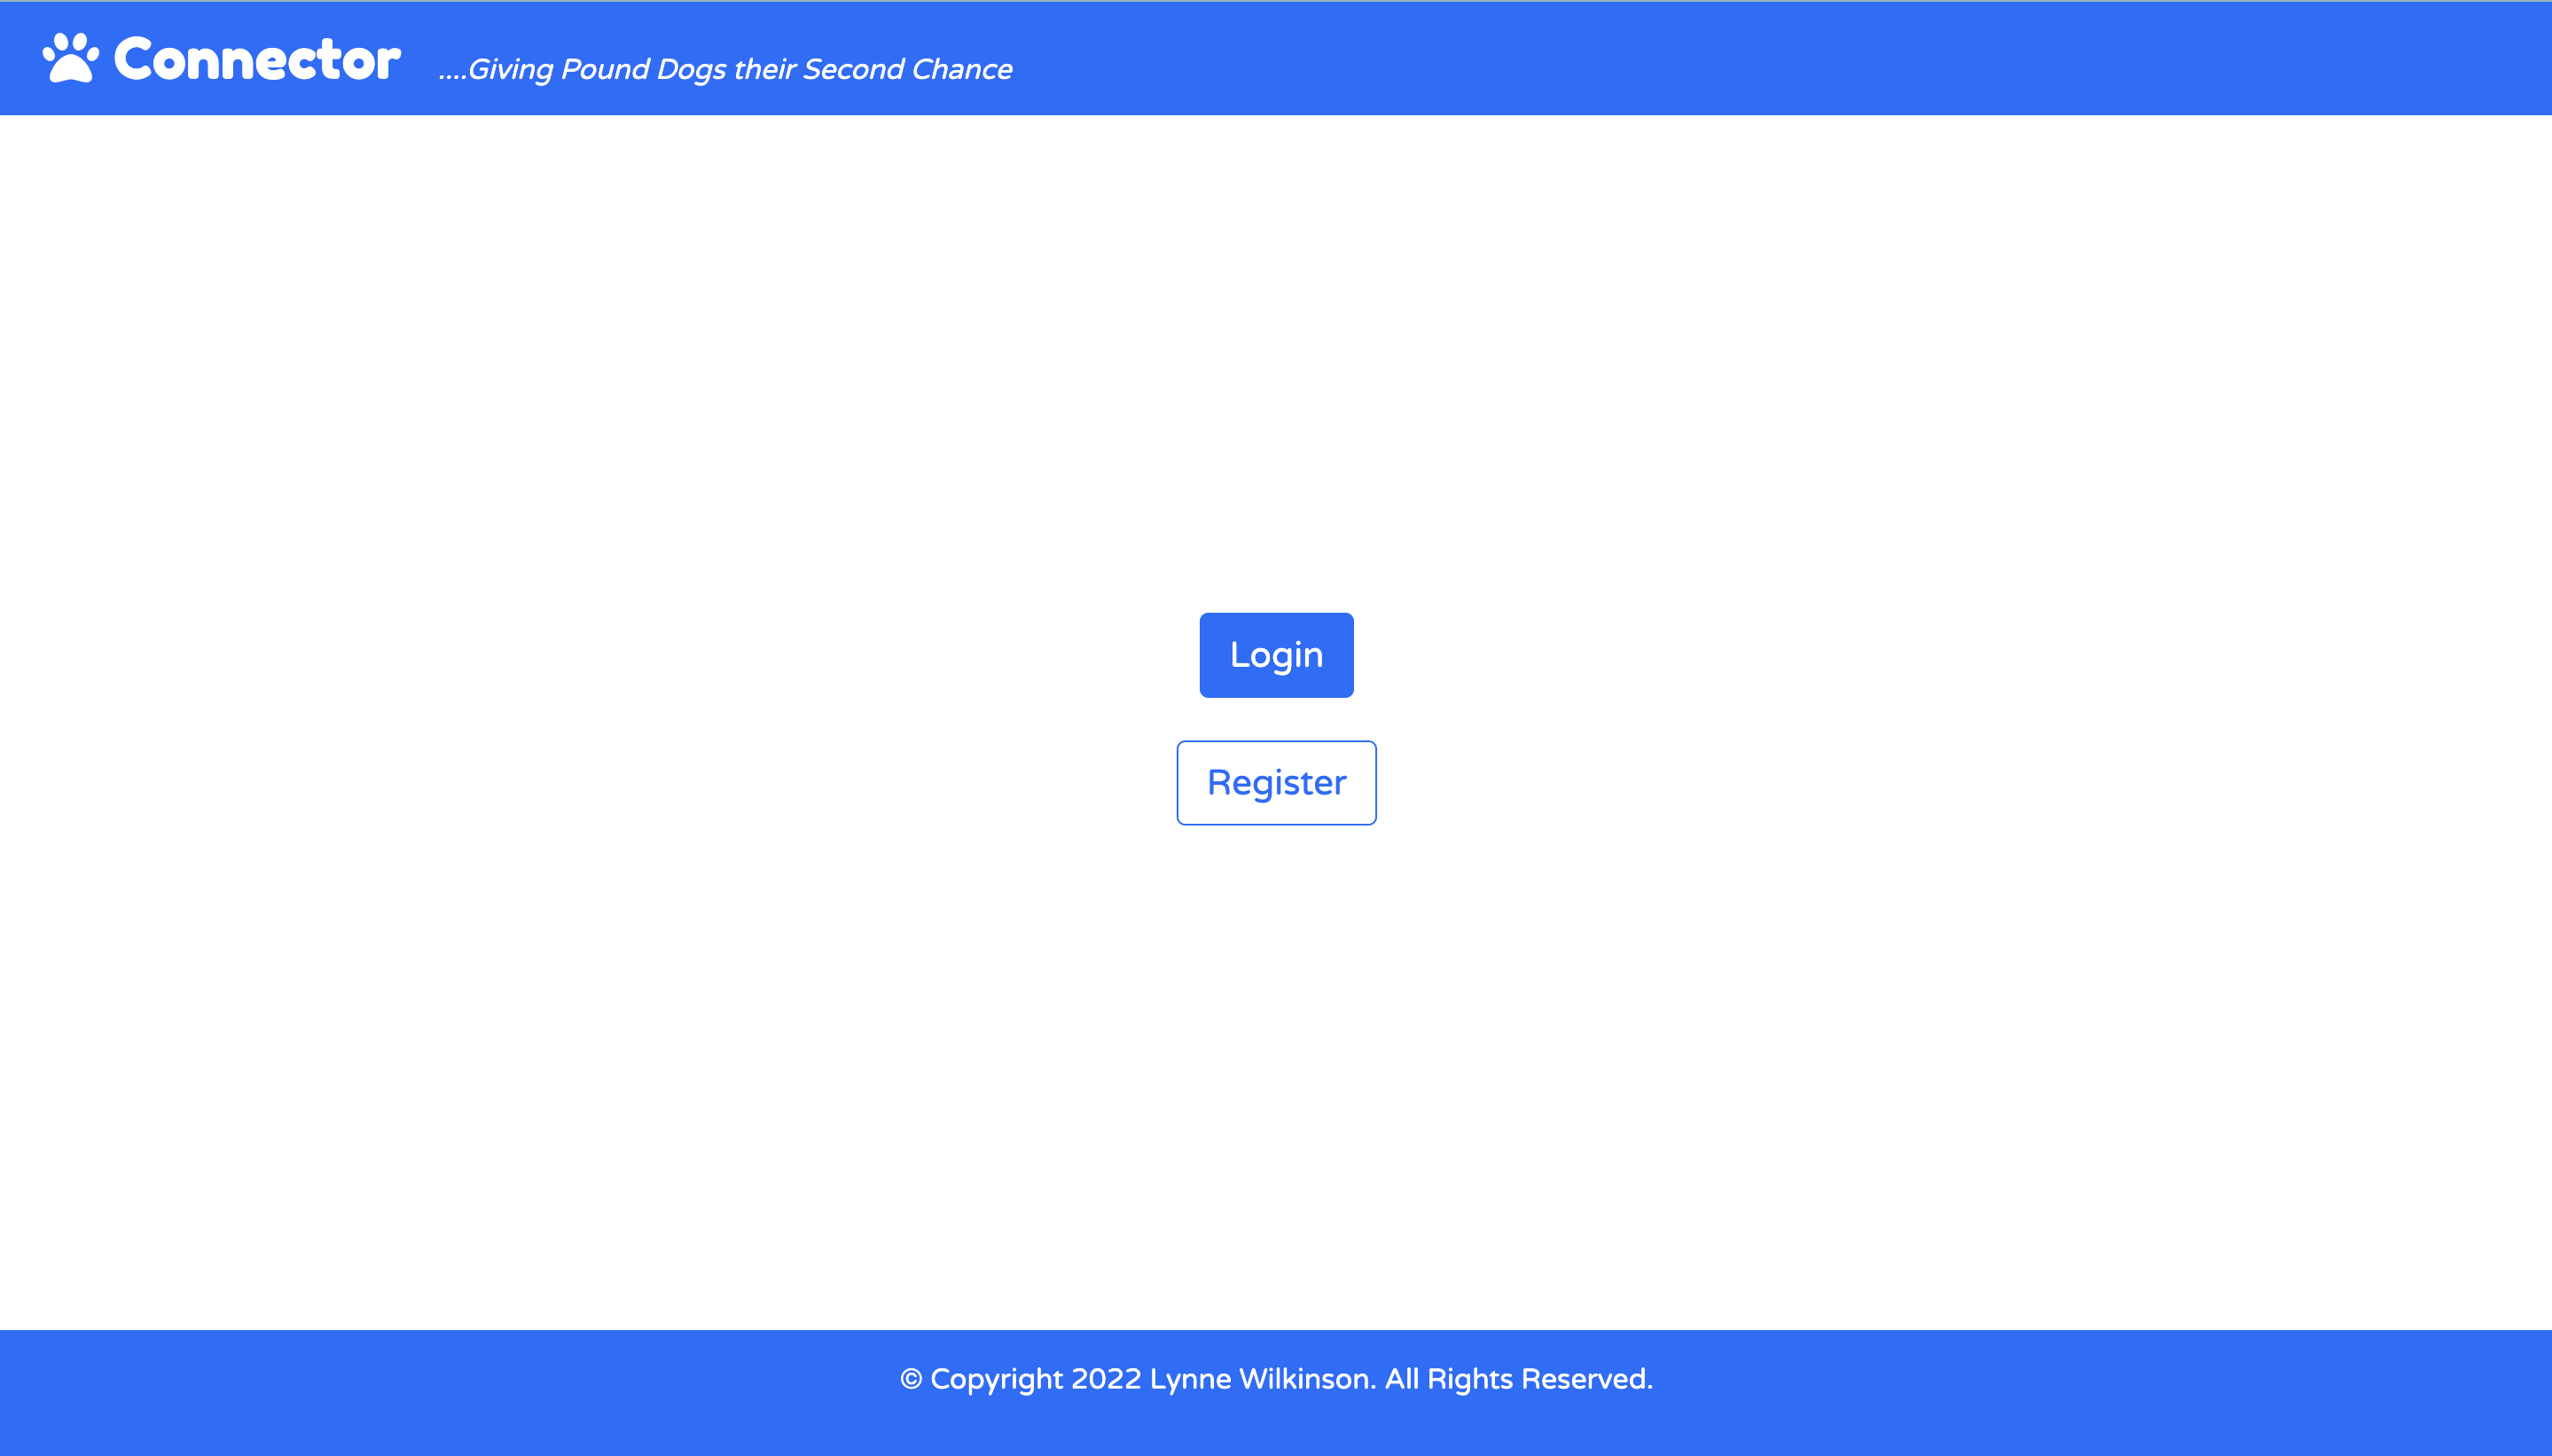 Connector
....Giving Pound Dogs their Second Chance
Login
Register
© Copyright 2022 Lynne Wilkinson. All Rights Reserved.